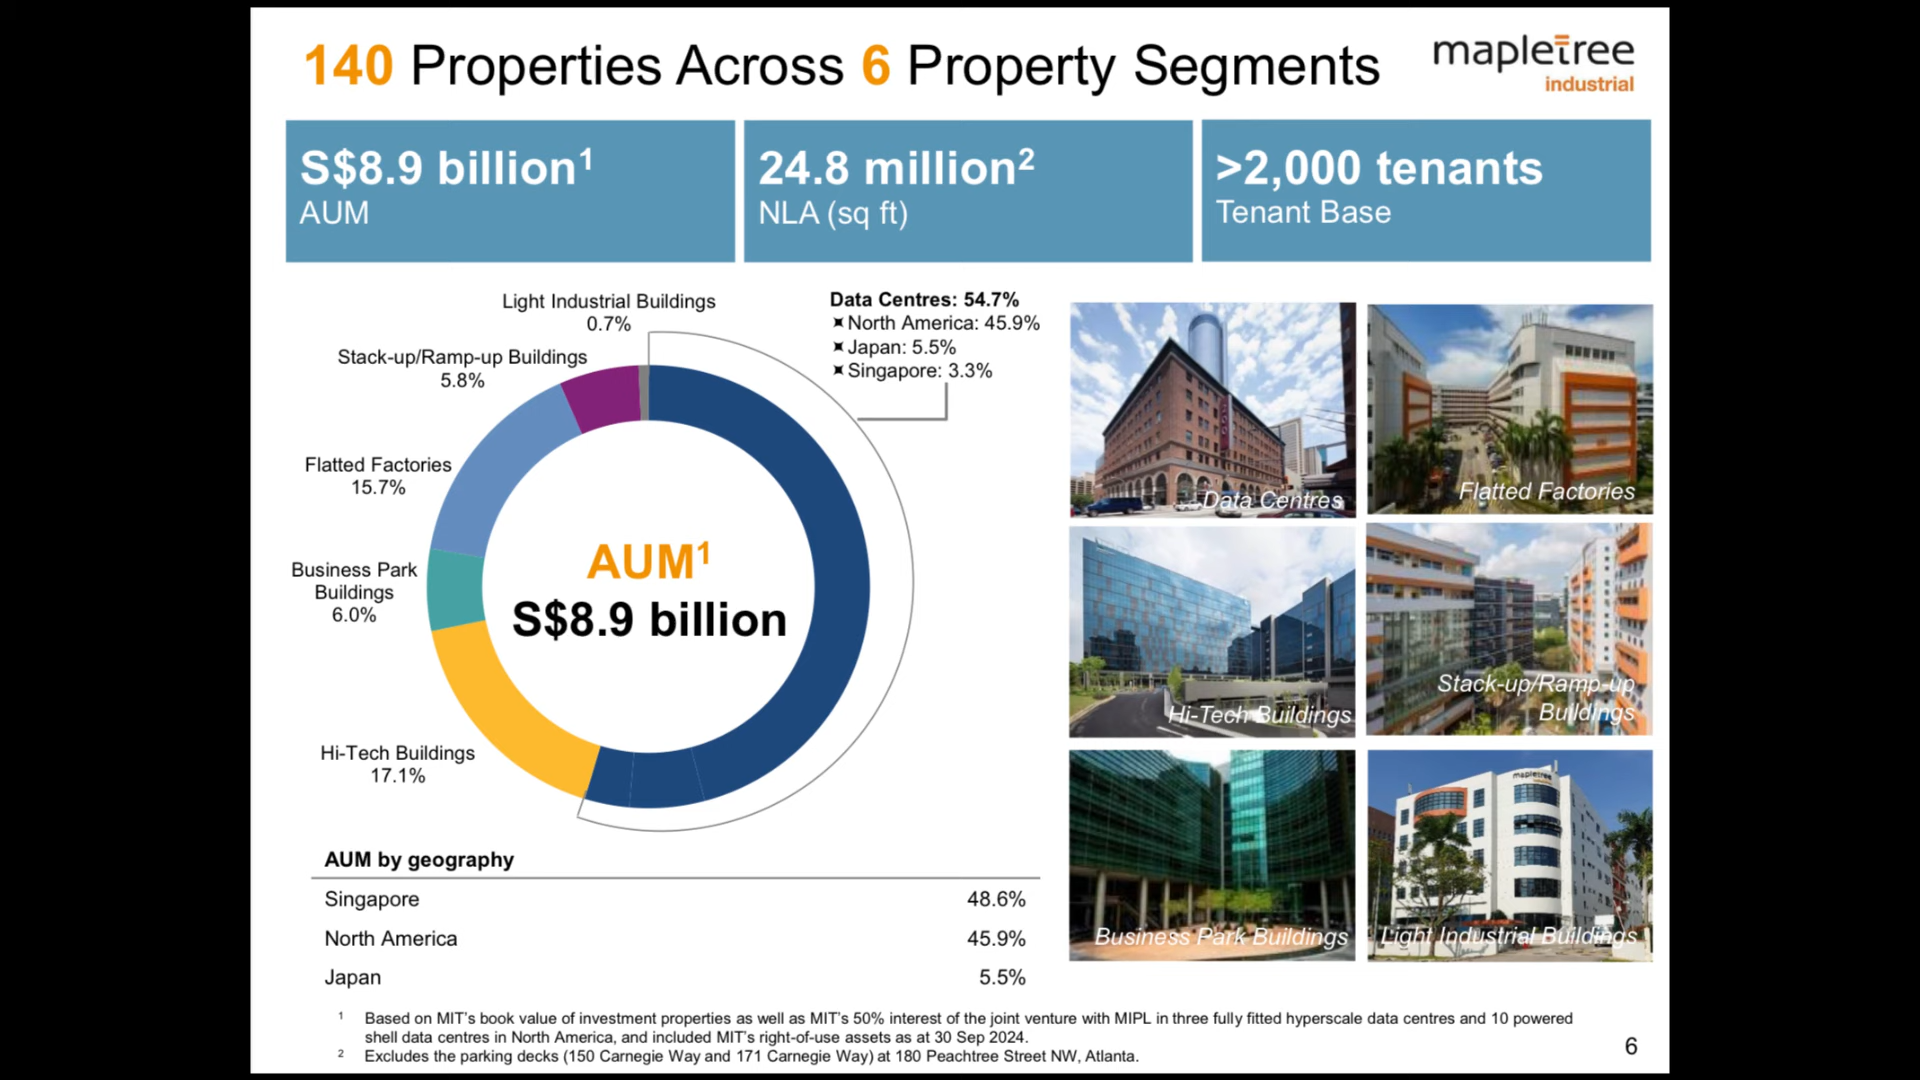 140 Properties Across 6 Property Segments
mapletree
industrial
S$8.9 billion¹
AUM
24.8 million²
NLA (sq ft)
>2,000 tenants
Tenant Base
Light Industrial Buildings
0.7%
Stack-up/Ramp-up Buildings
5.8%
Flatted Factories
15.7%
Business Park
Buildings
6.0%
Hi-Tech Buildings
17.1%
Data Centres: 54.7%
North America: 45.9%
Japan: 5.5%
Singapore: 3.3%
AUM¹
S$8.9 billion
Data Centres
Flatted Factories
Hi-Tech Buildings
Stack-up/Ramp-up
Buildings
Business Park Buildings
mapletree
Light Industrial Buildings
AUM by geography
Singapore 48.6%
North America 45.9%
Japan 5.5%
¹ Based on MIT's book value of investment properties as well as MIT's 50% interest of the joint venture with MIPL in three fully fitted hyperscale data centres and 10 powered
shell data centres in North America, and included MIT's right-of-use assets as at 30 Sep 2024.
² Excludes the parking decks (150 Carnegie Way and 171 Carnegie Way) at 180 Peachtree Street NW, Atlanta.
6